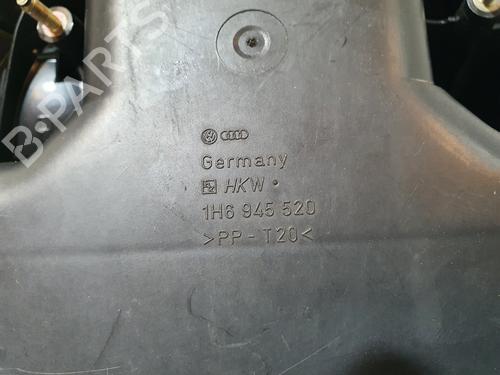 Germany
HKW
1H6 945 520
>PP-T20<
B-PARTS